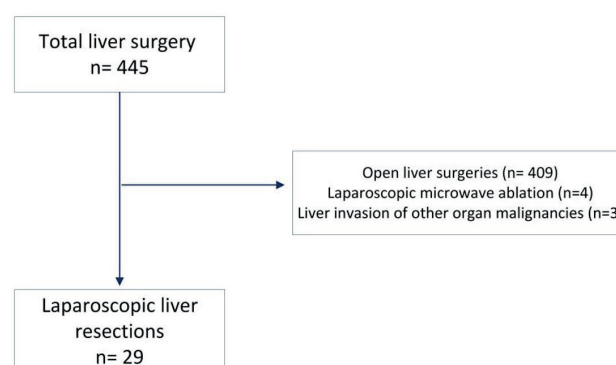 Total liver surgery
n= 445
Open liver surgeries (n= 409)
Laparoscopic microwave ablation (n=4)
Liver invasion of other organ malignancies (n=3
Laparoscopic liver
resections
n= 29